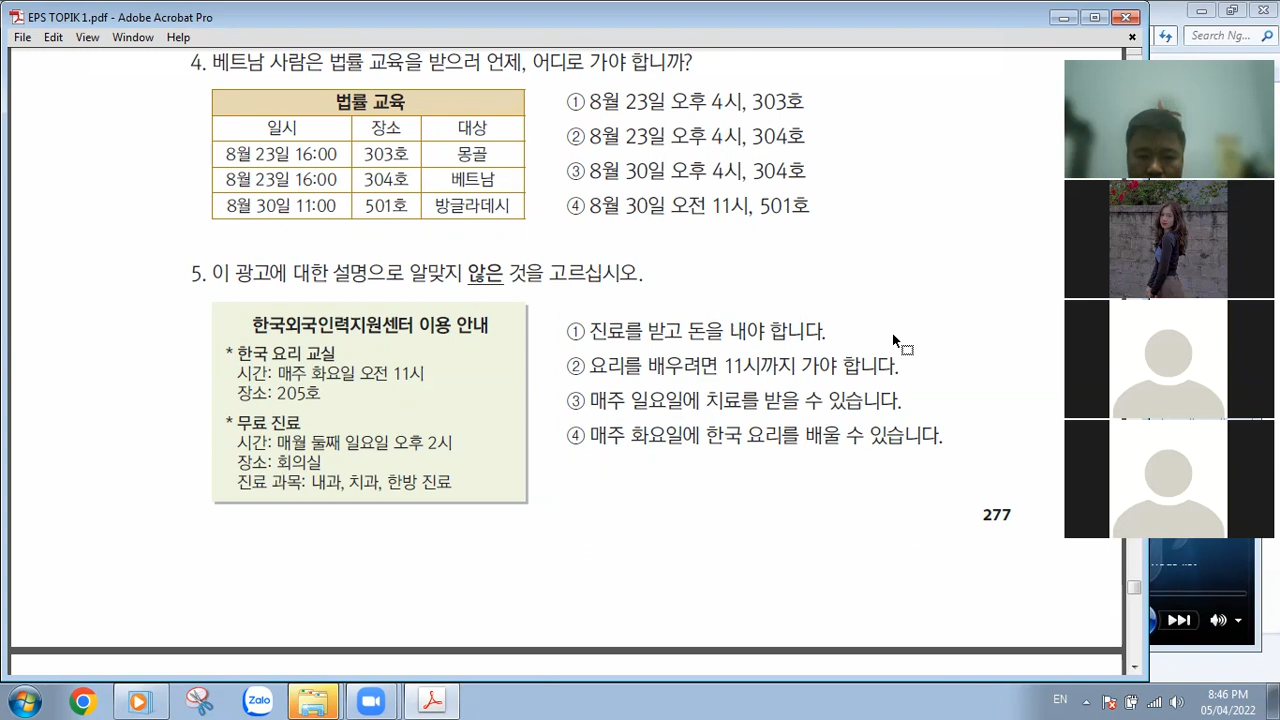 EPS TOPIK 1.pdf - Adobe Acrobat Pro
File Edit View Window Help
Search Ng...
4. 베트남 사람은 법률 교육을 받으러 언제, 어디로 가야 합니까?
법률 교육
일시 장소 대상
8월 23일 16:00 303호 몽골
8월 23일 16:00 304호 베트남
8월 30일 11:00 501호 방글라데시
① 8월 23일 오후 4시, 303호
② 8월 23일 오후 4시, 304호
③ 8월 30일 오후 4시, 304호
④ 8월 30일 오전 11시, 501호
5. 이 광고에 대한 설명으로 알맞지 않은 것을 고르십시오.
한국외국인력지원센터 이용 안내
* 한국 요리 교실
시간: 매주 화요일 오전 11시
장소: 205호
* 무료 진료
시간: 매월 둘째 일요일 오후 2시
장소: 회의실
진료 과목: 내과, 치과, 한방 진료
① 진료를 받고 돈을 내야 합니다.
② 요리를 배우려면 11시까지 가야 합니다.
③ 매주 일요일에 치료를 받을 수 있습니다.
④ 매주 화요일에 한국 요리를 배울 수 있습니다.
277
Zalo
EN
8:46 PM
05/04/2022